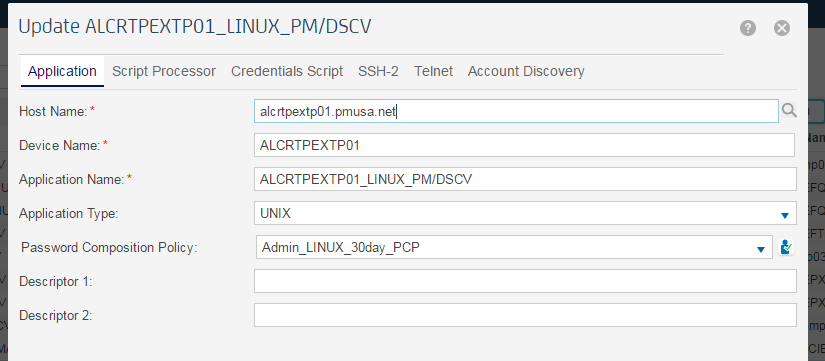 Update ALCRTPEXTP01_LINUX_PM/DSCV
Application Script Processor Credentials Script SSH-2 Telnet Account Discovery
Host Name: * alcrtpextp01.pmusa.net
Device Name: * ALCRTPEXTP01
Application Name: * ALCRTPEXTP01_LINUX_PM/DSCV
Application Type: UNIX
Password Composition Policy: Admin_LINUX_30day_PCP
Descriptor 1:
Descriptor 2: